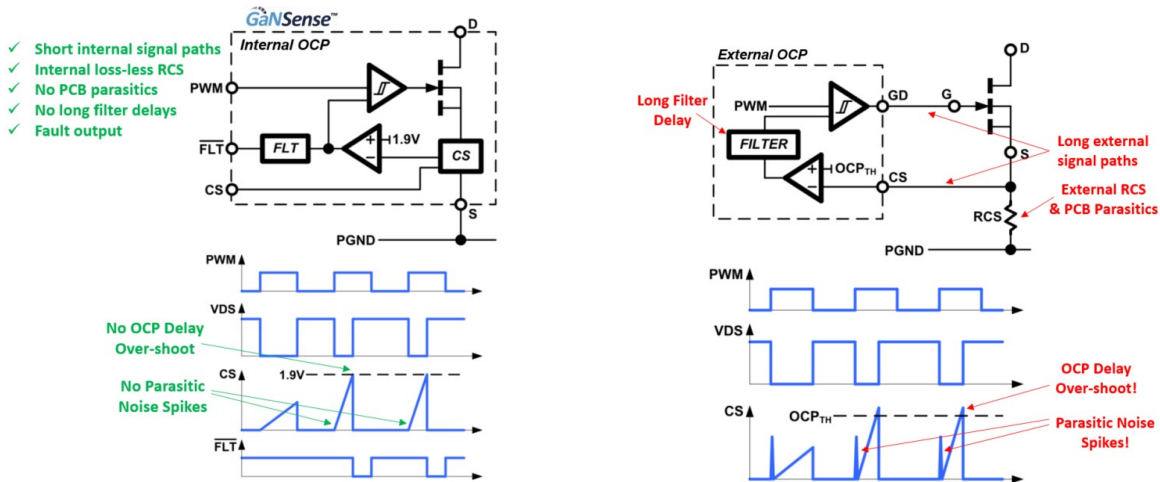 GaNSense™
✓ Short internal signal paths
✓ Internal loss-less RCS
✓ No PCB parasitics
✓ No long filter delays
✓ Fault output
Internal OCP
D
PWM
1.9V
FLT
FLT
CS
CS
S
PGND
PWM
VDS
No OCP Delay
Over-shoot
CS
1.9V
No Parasitic
Noise Spikes
FLT
External OCP
D
Long Filter
Delay
PWM
GD
G
FILTER
Long external
signal paths
S
OCPTH
CS
External RCS
& PCB Parasitics
RCS
PGND
PWM
VDS
OCP Delay
Over-shoot!
CS
OCPTH
Parasitic Noise
Spikes!